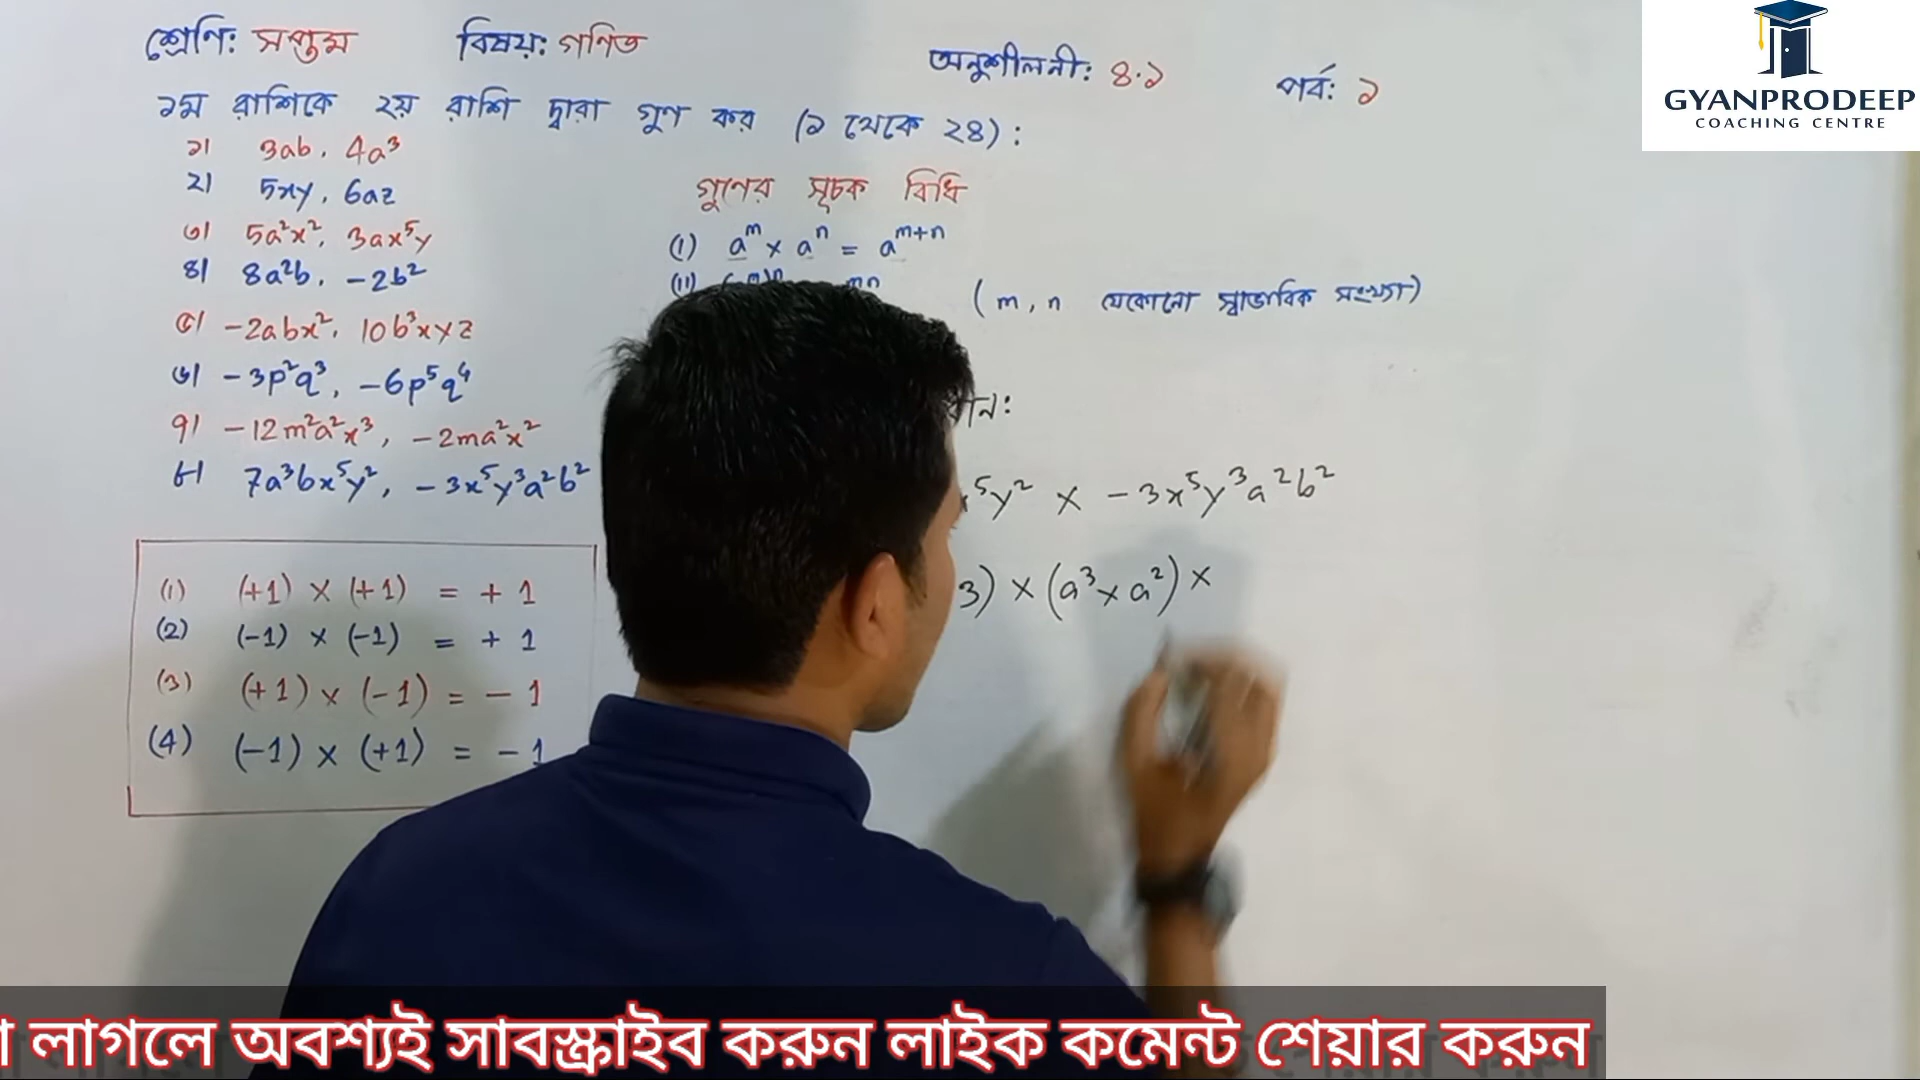 শ্রেণি: সপ্তম বিষয়: গণিত অনুশীলনী: ৪.১ পর্ব: ১
১ম রাশিকে ২য় রাশি দ্বারা গুণ কর (১ থেকে ২৪) :
১। 3ab, 4a³
২। 5xy, 6az
৩। 5a²x², 3ax⁵y
৪। 8a²b, -2b²
৫। -2abx², 10b³xyz
৬। -3p²q³, -6p⁵q⁴
৭। -12m²a²x³, -2ma²x²
৮। 7a³bx⁵y², -3x⁵y³a²b²
গুণের সূচক বিধি
(i) aᵐ × aⁿ = aᵐ⁺ⁿ
(ii)
(m, n যেকোনো স্বাভাবিক সংখ্যা)
x⁵y² × -3x⁵y³a²b²
3) × (a³ × a²) ×
(1) (+1) × (+1) = + 1
(2) (-1) × (-1) = + 1
(3) (+1) × (-1) = - 1
(4) (-1) × (+1) = - 1
GYANPRODEEP
COACHING CENTRE
লাগলে অবশ্যই সাবস্ক্রাইব করুন লাইক কমেন্ট শেয়ার করুন